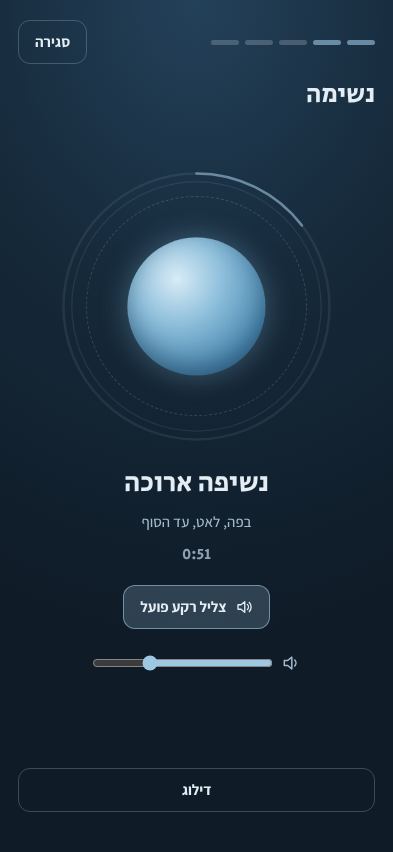 סגירה
נשימה
נשיפה ארוכה
בפה, לאט, עד הסוף
0:51
צליל רקע פועל
דילוג